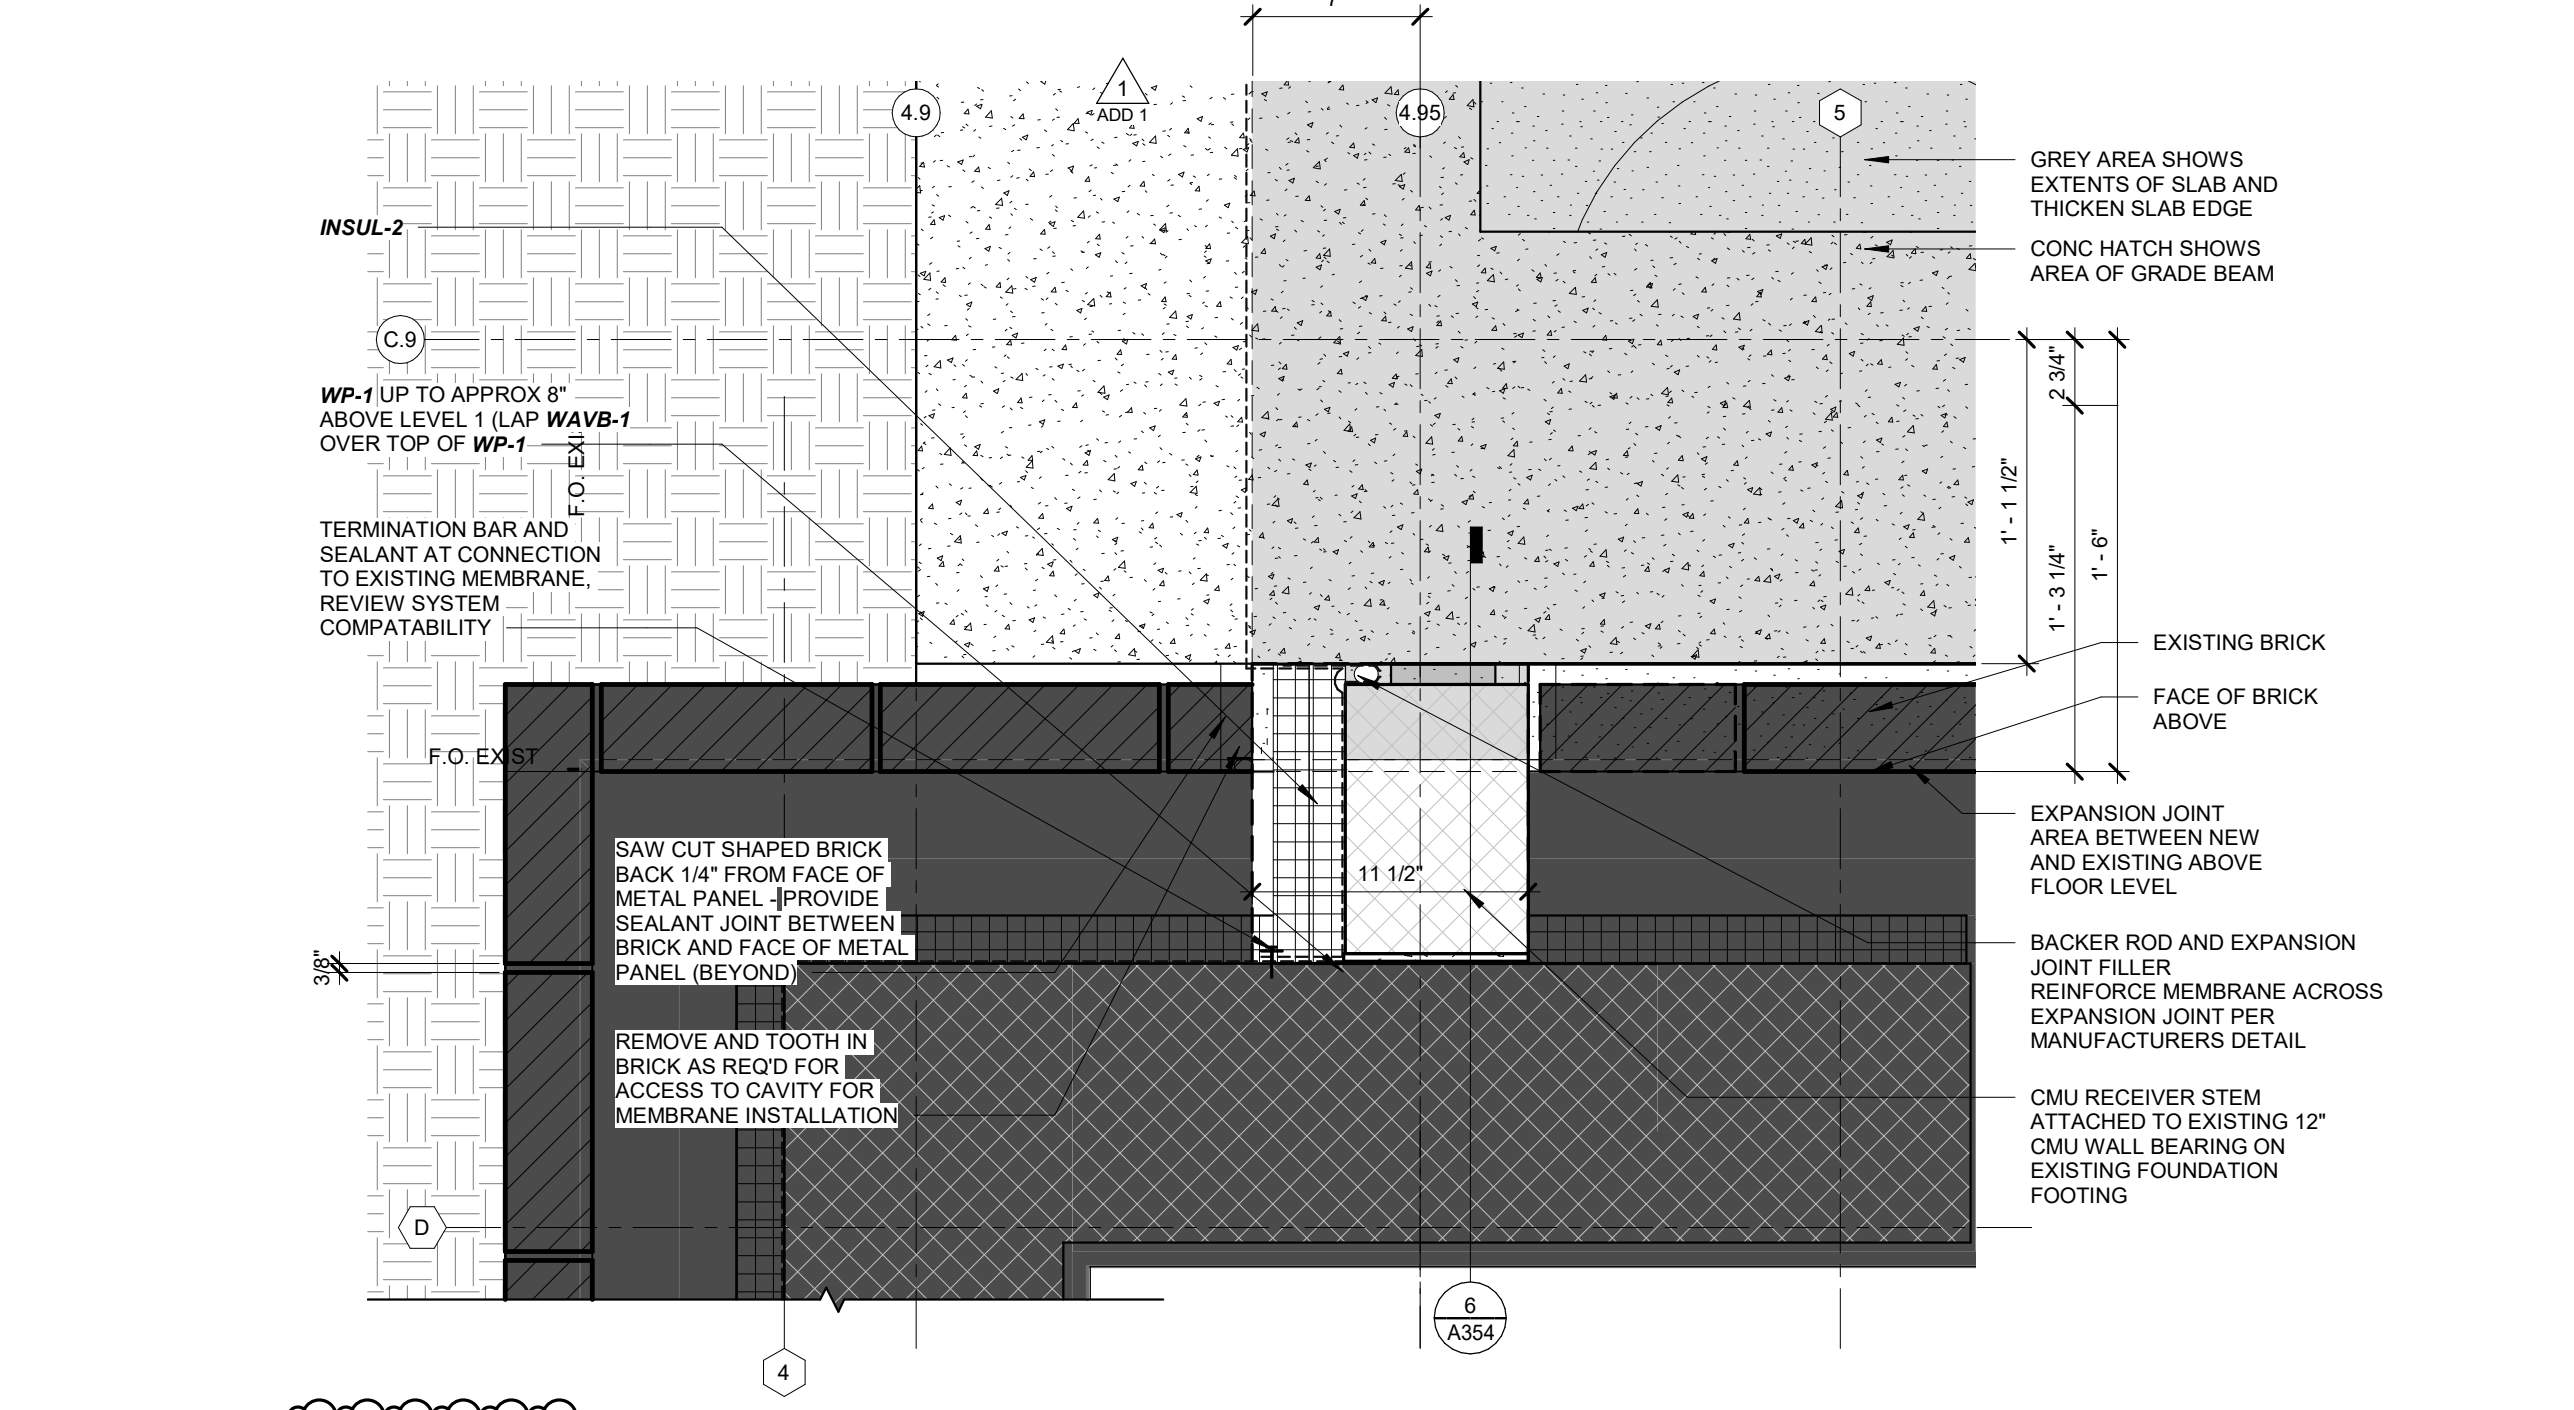 1
ADD 1
4.9
4.95
5
GREY AREA SHOWS
EXTENTS OF SLAB AND
THICKEN SLAB EDGE
CONC HATCH SHOWS
AREA OF GRADE BEAM
INSUL-2
C.9
WP-1 UP TO APPROX 8"
ABOVE LEVEL 1 (LAP WAVB-1
OVER TOP OF WP-1
F.O. EXI
TERMINATION BAR AND
SEALANT AT CONNECTION
TO EXISTING MEMBRANE,
REVIEW SYSTEM
COMPATABILITY
2 3/4"
1' - 1 1/2"
1' - 3 1/4"
1' - 6"
EXISTING BRICK
FACE OF BRICK
ABOVE
F.O. EXIST
EXPANSION JOINT
AREA BETWEEN NEW
AND EXISTING ABOVE
FLOOR LEVEL
SAW CUT SHAPED BRICK
BACK 1/4" FROM FACE OF
METAL PANEL - PROVIDE
SEALANT JOINT BETWEEN
BRICK AND FACE OF METAL
PANEL (BEYOND)
11 1/2"
3/8"
BACKER ROD AND EXPANSION
JOINT FILLER
REINFORCE MEMBRANE ACROSS
EXPANSION JOINT PER
MANUFACTURERS DETAIL
REMOVE AND TOOTH IN
BRICK AS REQ'D FOR
ACCESS TO CAVITY FOR
MEMBRANE INSTALLATION
CMU RECEIVER STEM
ATTACHED TO EXISTING 12"
CMU WALL BEARING ON
EXISTING FOUNDATION
FOOTING
D
6
A354
4